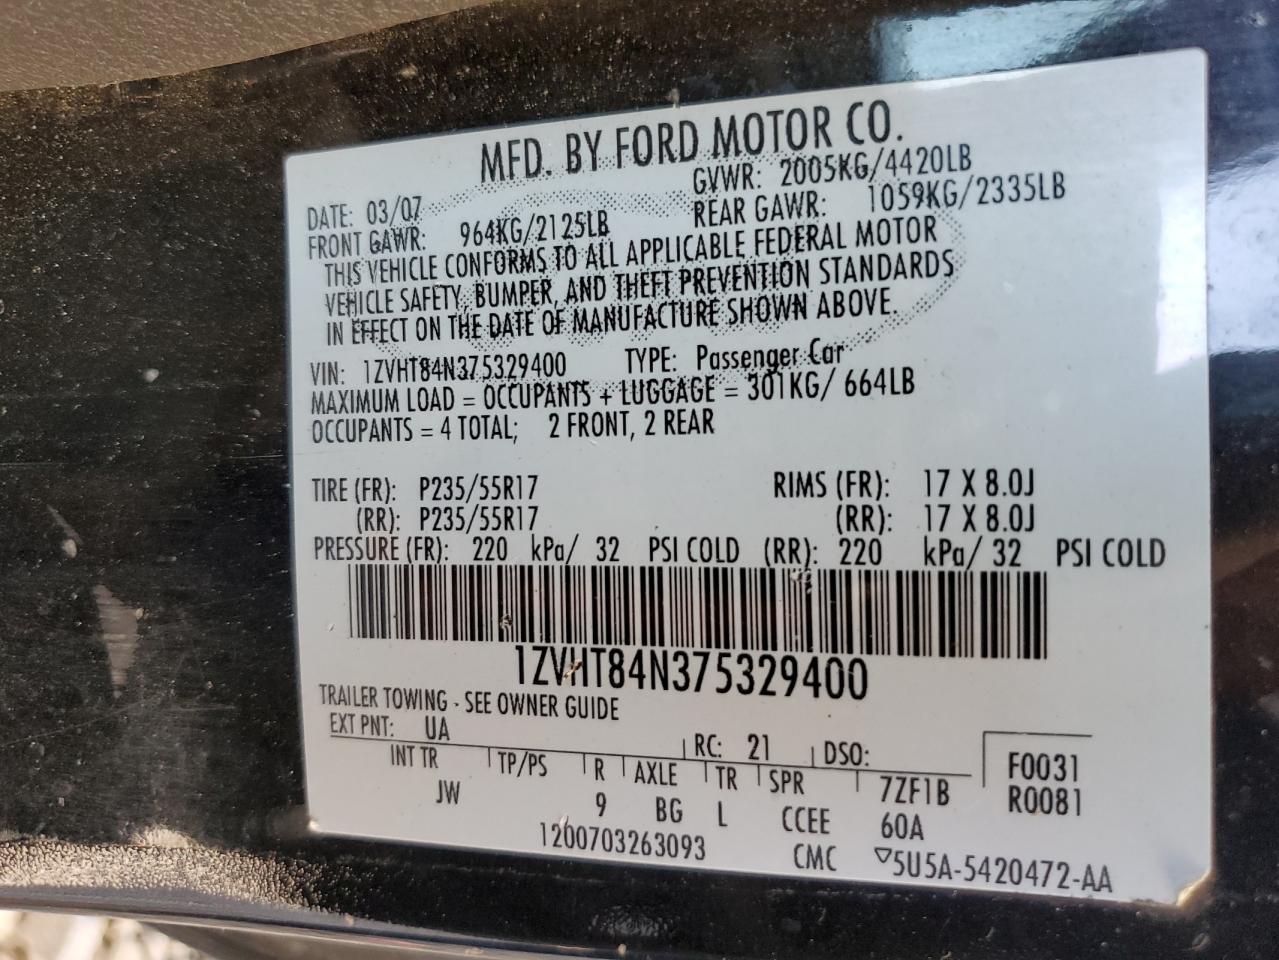 MFD. BY FORD MOTOR CO.
DATE: 03/07 GVWR: 2005KG/4420LB
FRONT GAWR: 964KG/2125LB REAR GAWR: 1059KG/2335LB
THIS VEHICLE CONFORMS TO ALL APPLICABLE FEDERAL MOTOR
VEHICLE SAFETY, BUMPER, AND THEFT PREVENTION STANDARDS
IN EFFECT ON THE DATE OF MANUFACTURE SHOWN ABOVE.
VIN: 1ZVHT84N375329400 TYPE: Passenger Car
MAXIMUM LOAD = OCCUPANTS + LUGGAGE = 301KG/ 664LB
OCCUPANTS = 4 TOTAL; 2 FRONT, 2 REAR
TIRE (FR): P235/55R17 RIMS (FR): 17 X 8.0J
(RR): P235/55R17 (RR): 17 X 8.0J
PRESSURE (FR): 220 kPa/ 32 PSI COLD (RR): 220 kPa/ 32 PSI COLD
1ZVHT84N375329400
TRAILER TOWING - SEE OWNER GUIDE
EXT PNT: UA RC: 21 DSO: F0031
INT TR TP/PS R AXLE TR SPR 7ZF1B R0081
JW 9 BG L CCEE 60A
1200703263093 CMC ▽5U5A-5420472-AA